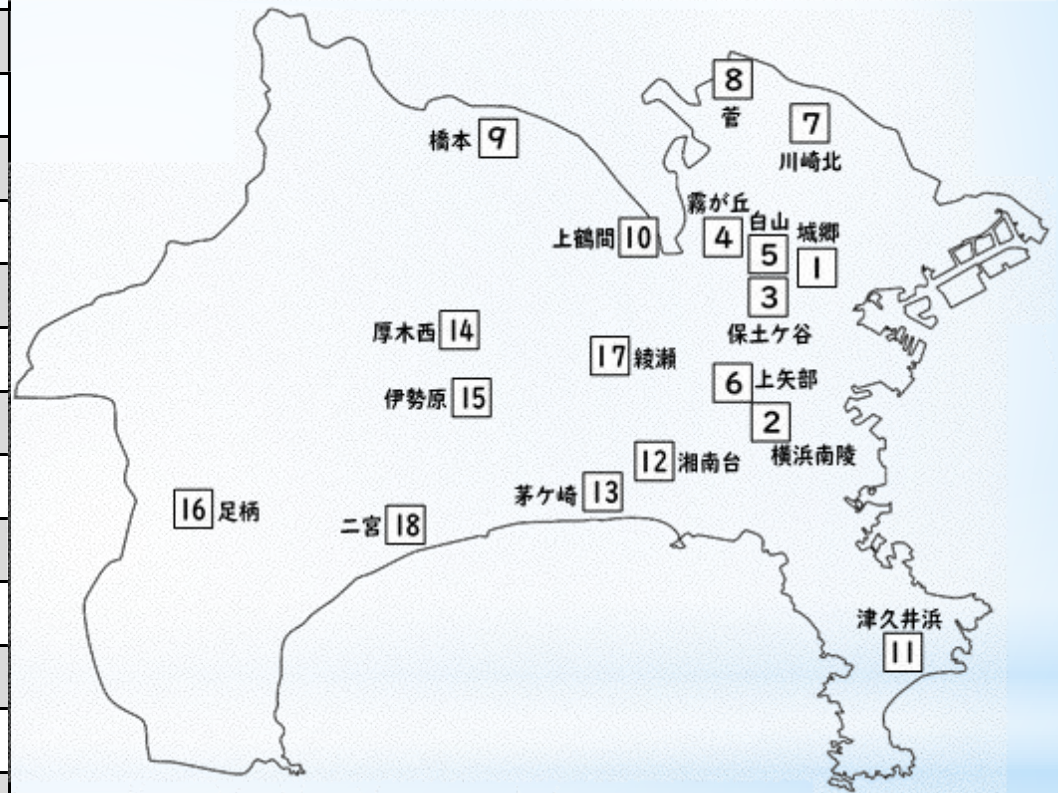 8
菅
7
川崎北
橋本 9
霧が丘
4
白山
5
城郷
1
上鶴間 10
3
保土ケ谷
厚木西 14
17 綾瀬
伊勢原 15
6 上矢部
2
横浜南陵
12 湘南台
茅ケ崎 13
16 足柄
二宮 18
津久井浜
11